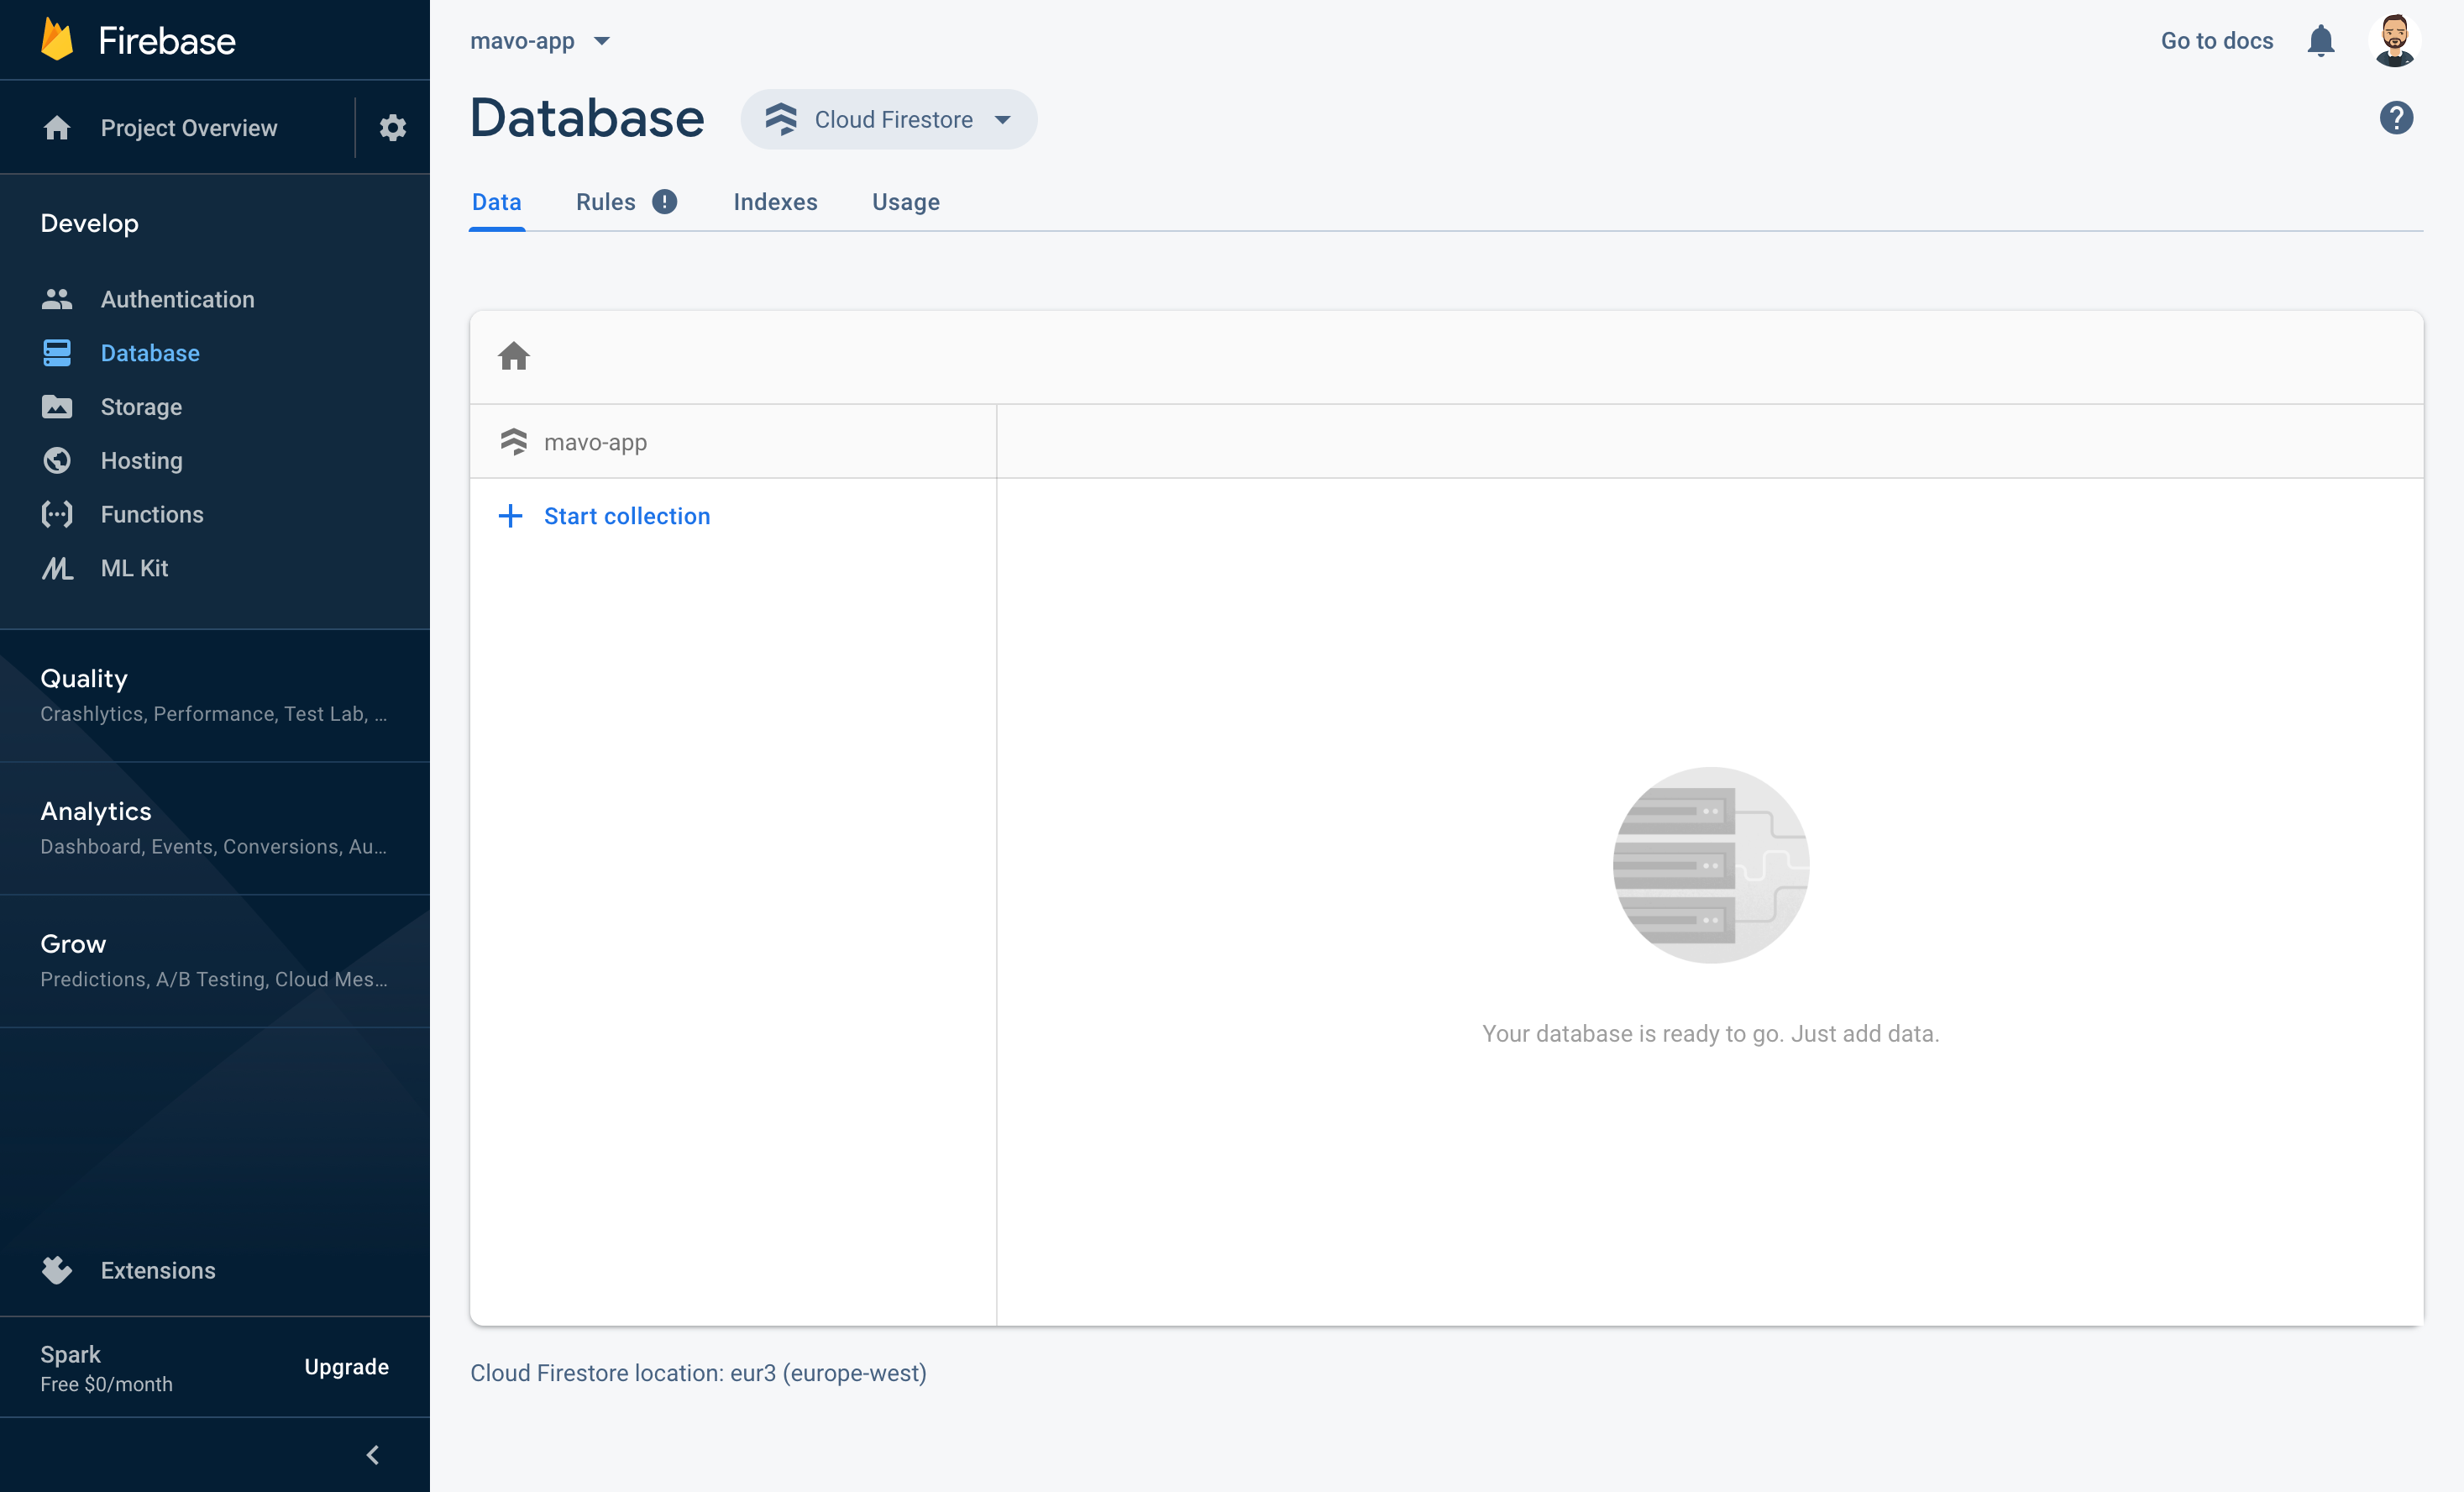 Firebase
Project Overview
Develop
Authentication
Database
Storage
Hosting
Functions
ML Kit
Quality
Crashlytics, Performance, Test Lab, ...
Analytics
Dashboard, Events, Conversions, Au...
Grow
Predictions, A/B Testing, Cloud Mes...
Extensions
Spark
Free $0/month
Upgrade
mavo-app
Go to docs
Database
Cloud Firestore
Data
Rules
Indexes
Usage
mavo-app
Start collection
Your database is ready to go. Just add data.
Cloud Firestore location: eur3 (europe-west)